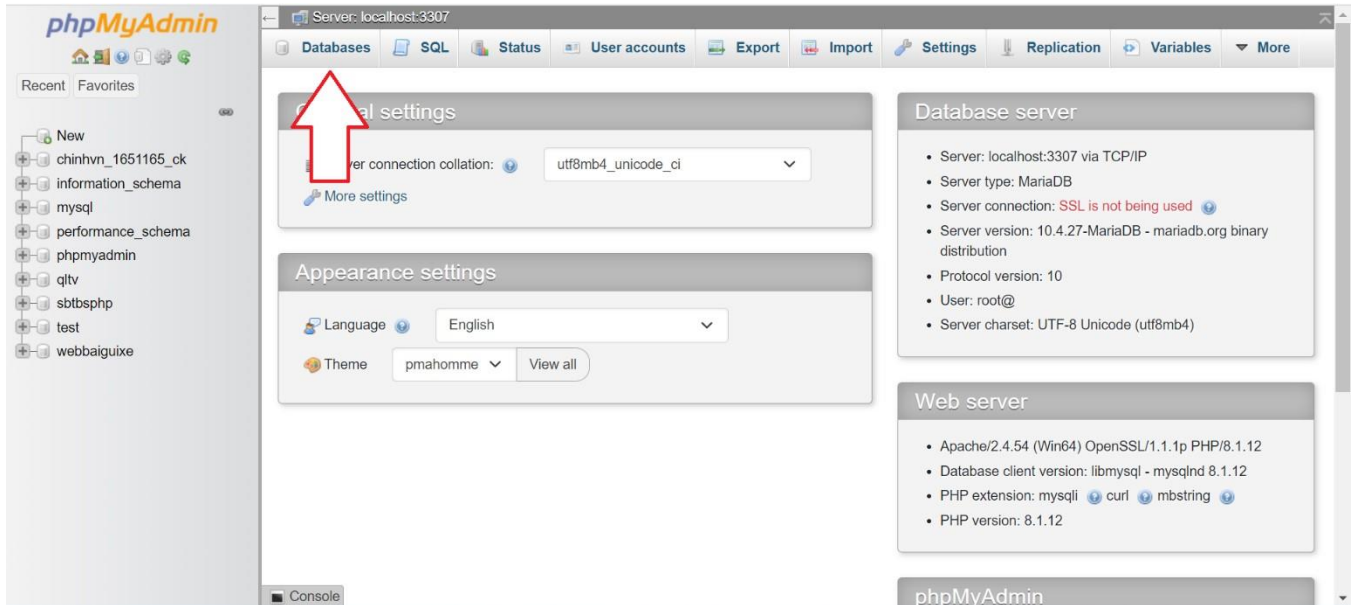 phpMyAdmin
Recent Favorites
New
chinhvn_1651165_ck
information_schema
mysql
performance_schema
phpmyadmin
qltv
sbtbsphp
test
webbaiguixe
Server: localhost:3307
Databases SQL Status User accounts Export Import Settings Replication Variables More
settings
connection collation: utf8mb4_unicode_ci
More settings
Appearance settings
Language English
Theme pmahomme View all
Database server
Server: localhost:3307 via TCP/IP
Server type: MariaDB
Server connection: SSL is not being used
Server version: 10.4.27-MariaDB - mariadb.org binary
distribution
Protocol version: 10
User: root@
Server charset: UTF-8 Unicode (utf8mb4)
Web server
Apache/2.4.54 (Win64) OpenSSL/1.1.1p PHP/8.1.12
Database client version: libmysql - mysqlnd 8.1.12
PHP extension: mysqli curl mbstring
PHP version: 8.1.12
phpMyAdmin
Console